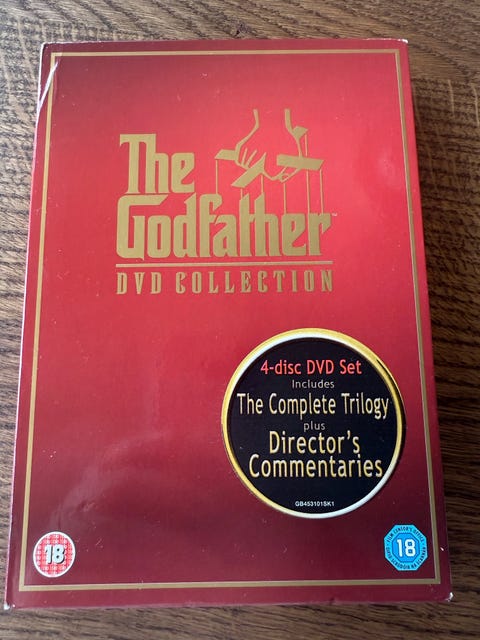 The
Godfather
DVD COLLECTION
4-disc DVD Set
Includes
The Complete Trilogy
plus
Director's
Commentaries
GB453101SK1
18
18